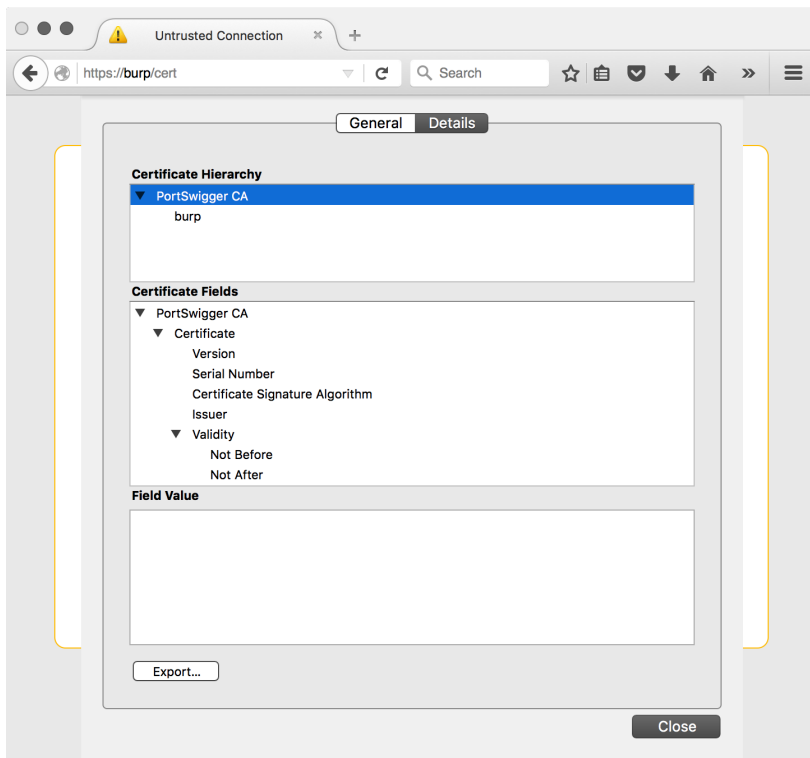 Untrusted Connection
https://burp/cert
Search
General Details
Certificate Hierarchy
PortSwigger CA
burp
Certificate Fields
PortSwigger CA
Certificate
Version
Serial Number
Certificate Signature Algorithm
Issuer
Validity
Not Before
Not After
Field Value
Export...
Close